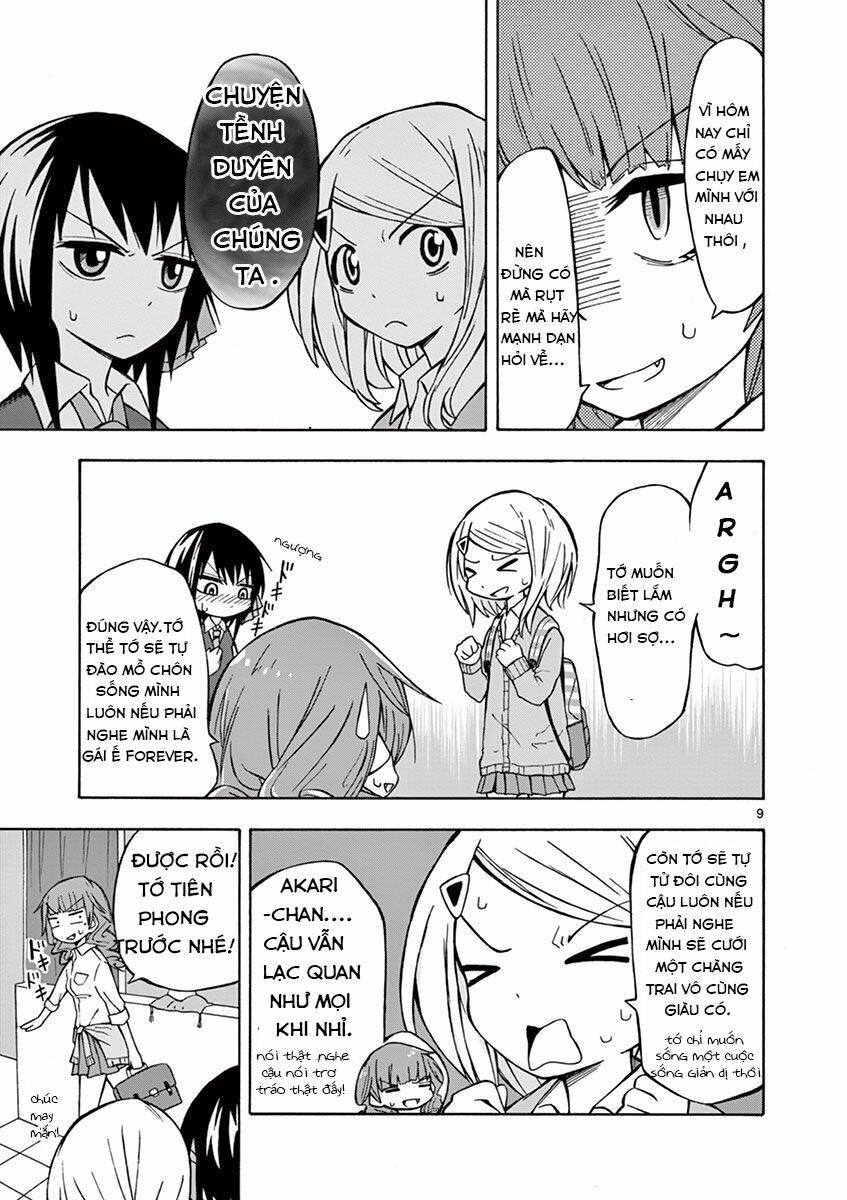 VÌ HÔM
NAY CHỈ
CÓ MẤY
CHỤY EM
MÌNH VỚI
NHAU
THÔI ,
NÊN
ĐỪNG CÓ
MÀ RỤT
RÈ MÀ HÃY
MẠNH DẠN
HỎI VỀ...
CHUYỆN
TỀNH
DUYÊN
CỦA
CHÚNG
TA .
ARGH~
TỚ MUỐN
BIẾT LẮM
NHƯNG CÓ
HƠI SỢ...
ngượng
ĐÚNG VẬY.TỚ
THỀ TỚ SẼ TỰ
ĐÀO MỒ CHÔN
SỐNG MÌNH
LUÔN NẾU PHẢI
NGHE MÌNH LÀ
GÁI Ế FOREVER.
9
CÒN TỚ SẼ TỰ
TỬ ĐÔI CÙNG
CẬU LUÔN NẾU
PHẢI NGHE
MÌNH SẼ CƯỚI
MỘT CHÀNG
TRAI VÔ CÙNG
GIÀU CÓ.
tớ chỉ muốn
sống một cuộc
sống giản dị thôi.
AKARI
-CHAN....
CẬU VẪN
LẠC QUAN
NHƯ MỌI
KHI NHỈ.
nói thật nghe
cậu nói trơ
tráo thật đấy!
ĐƯỢC RỒI!
TỚ TIÊN
PHONG
TRƯỚC NHÉ!
ドキ
ドキ
chúc
may
mắn!